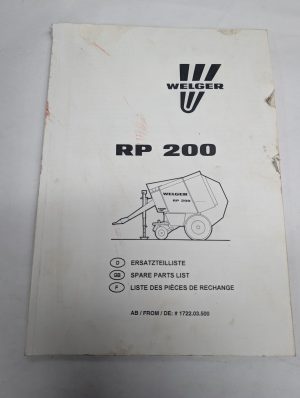 WELGER
RP 200
WELGER
RP 200
D ERSATZTEILLISTE
GB SPARE PARTS LIST
F LISTE DES PIÈCES DE RECHANGE
AB / FROM / DE: # 1722.03.500